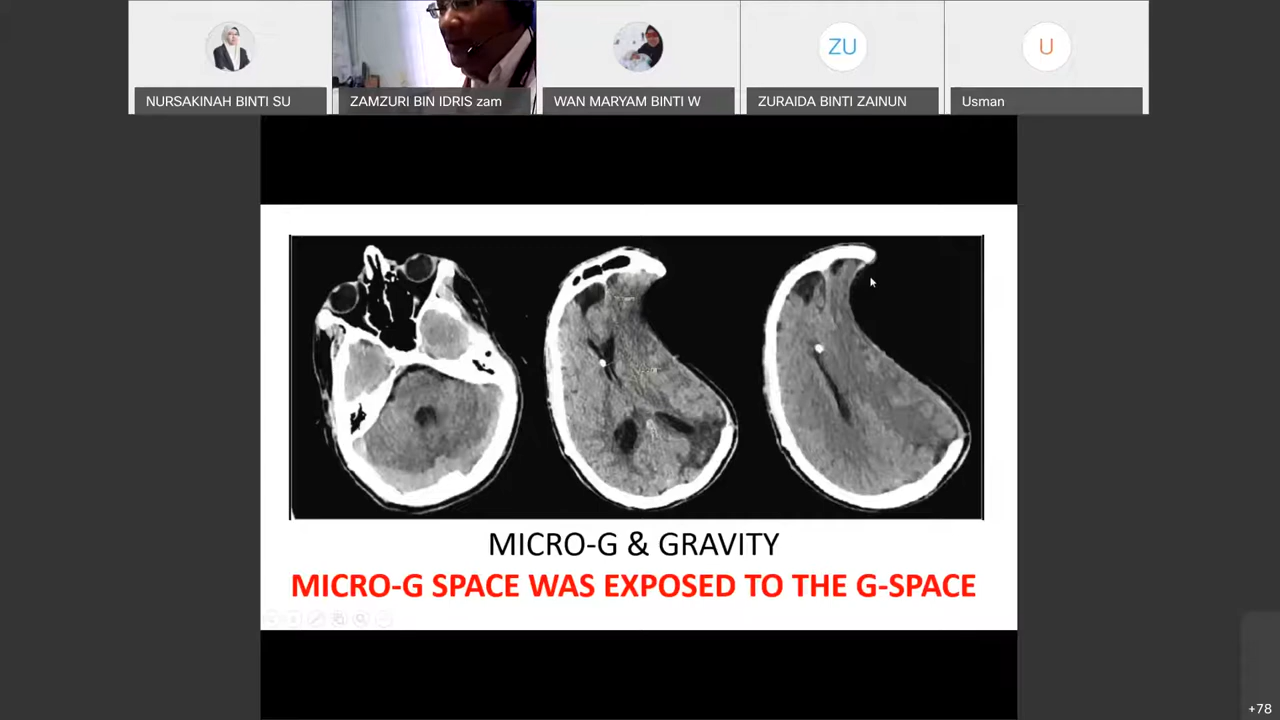 NURSAKINAH BINTI SU
ZAMZURI BIN IDRIS zam
WAN MARYAM BINTI W
ZU
ZURAIDA BINTI ZAINUN
U
Usman
MICRO-G & GRAVITY
MICRO-G SPACE WAS EXPOSED TO THE G-SPACE
+78